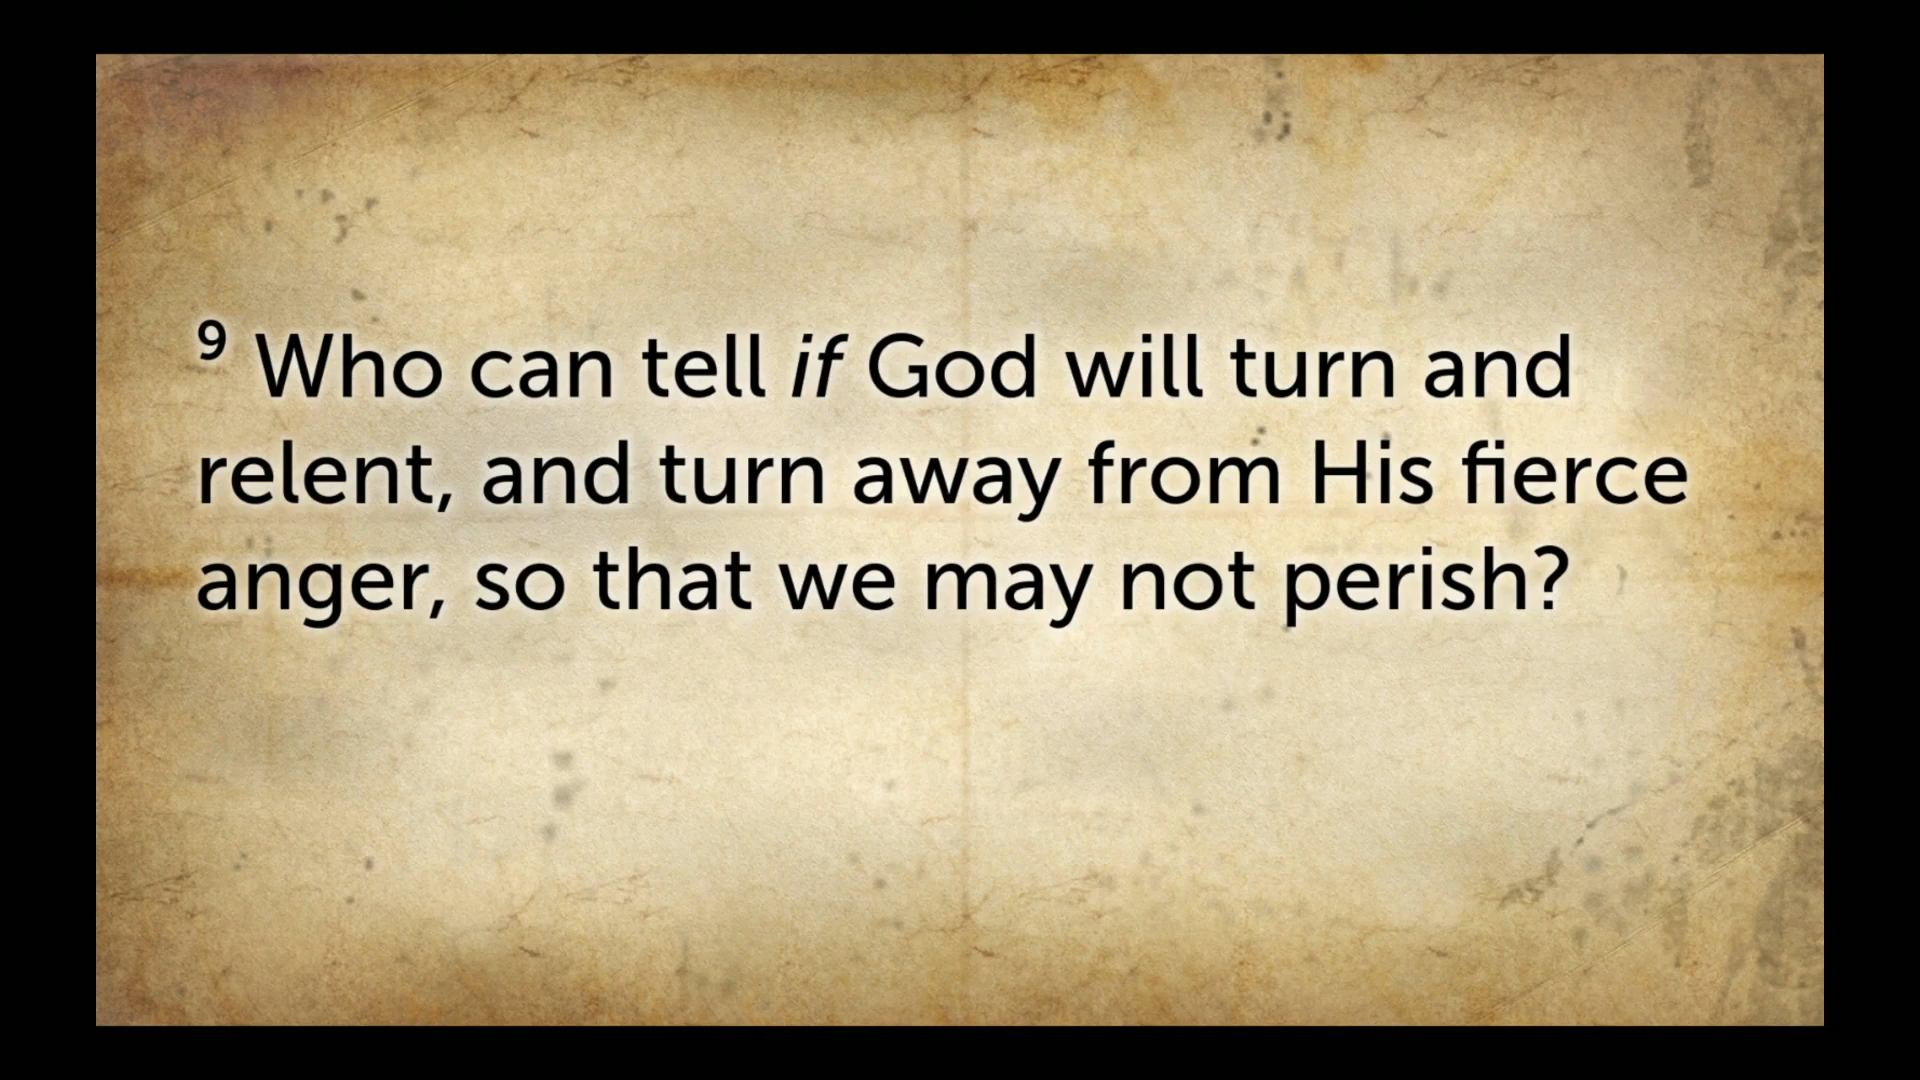 9 Who can tell if God will turn and
relent, and turn away from His fierce
anger, so that we may not perish?